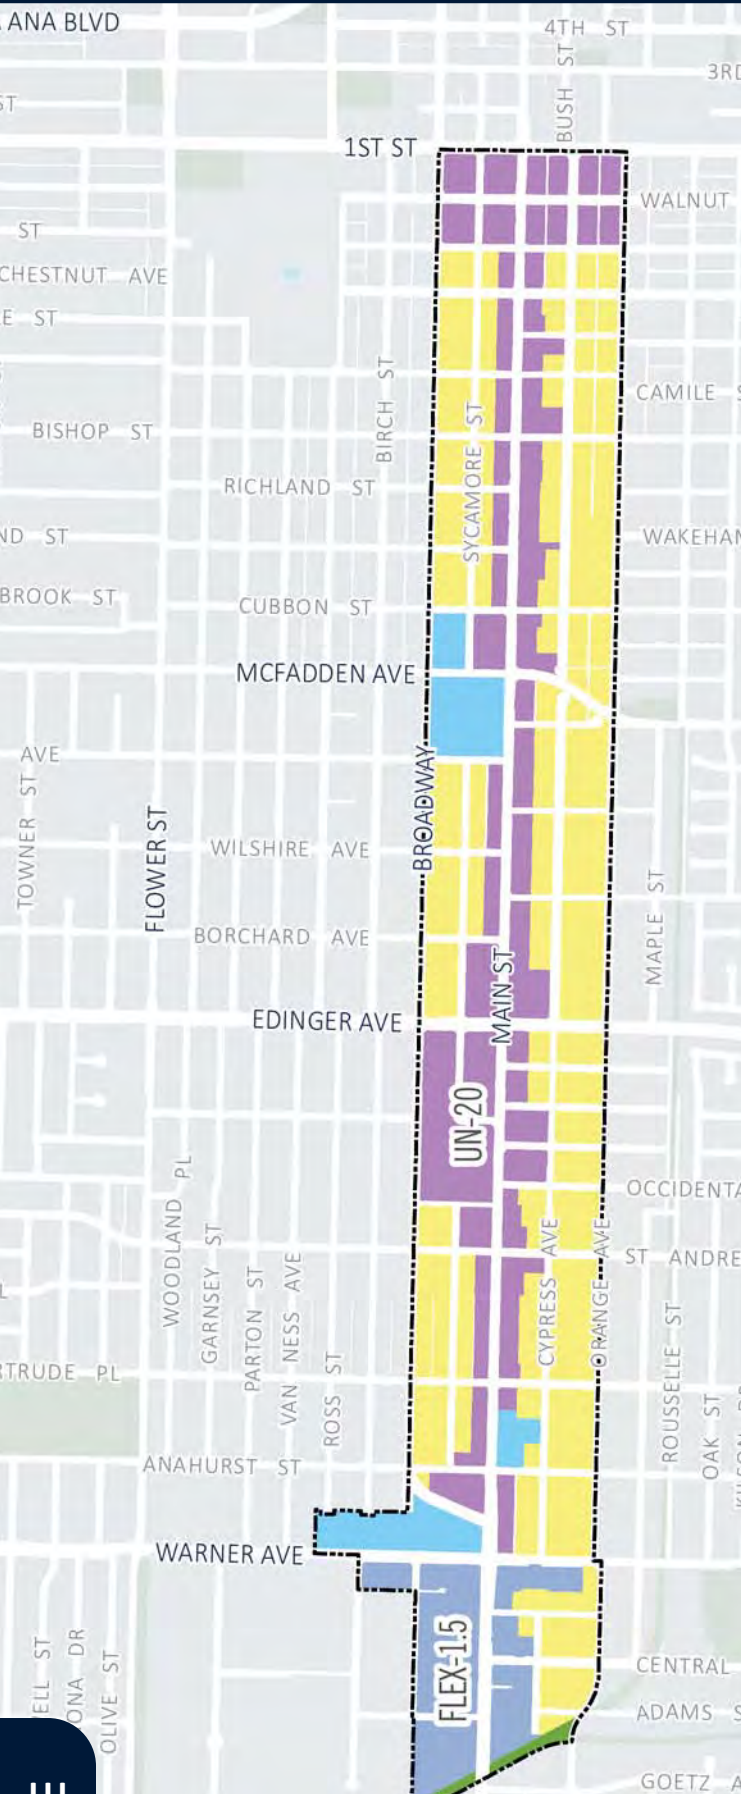 ANA BLVD
4TH ST
3RD
ST
BUSH ST
1ST ST
WALNUT
ST
CHESTNUT AVE
E ST
BIRCH ST
CAMILE S
SYCAMORE ST
BISHOP ST
RICHLAND ST
ND ST
WAKEHAM
BROOK ST
CUBBON ST
MCFADDEN AVE
AVE
BROADWAY
TOWNER ST
FLOWER ST
WILSHIRE AVE
MAPLE ST
BORCHARD AVE
MAIN ST
EDINGER AVE
UN-20
WOODLAND PL
OCCIDENTA
GARNSEY ST
CYPRESS AVE
ORANGE AVE
ST ANDRE
PARTON ST
VAN NESS AVE
ROSS ST
ROUSSELLE ST
RTRUDE PL
OAK ST
ANAHURST ST
WARNER AVE
FLEX-1.5
ELL ST
ONA DR
OLIVE ST
CENTRAL
ADAMS S
GOETZ A